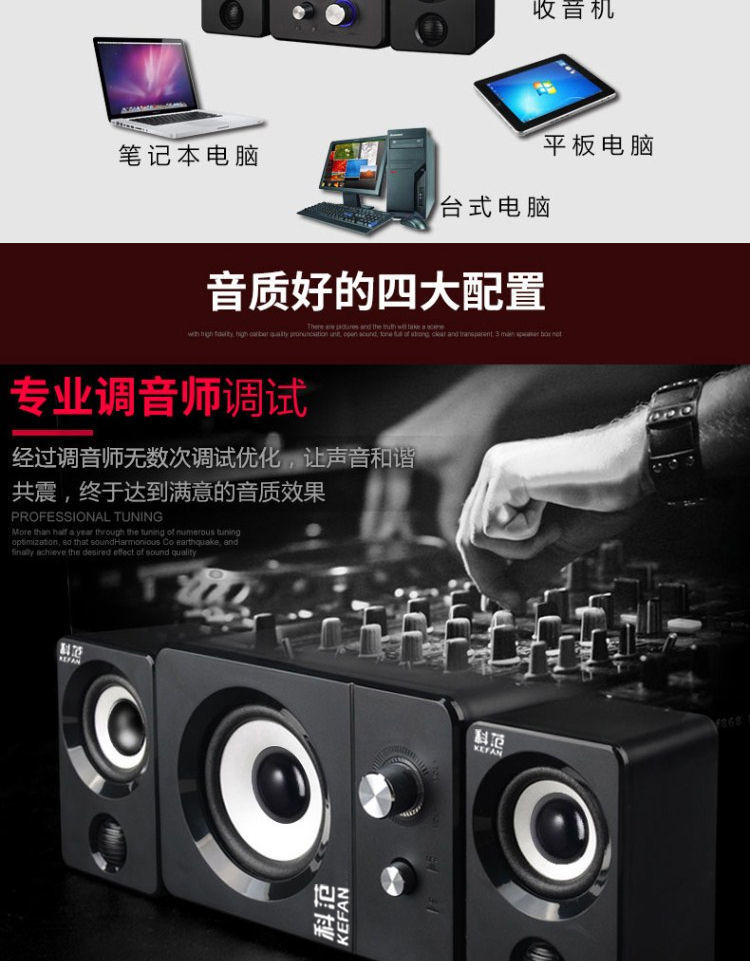 收音机
平板电脑
笔记本电脑
台式电脑
音质好的四大配置
There are pictures and the truth will take a scene
with high fidelity, high caliber quality pronunciation unit, open sound, tone full of strong, clear and transparent, 3 main speaker box not
专业调音师调试
经过调音师无数次调试优化，让声音和谐
共震，终于达到满意的音质效果
PROFESSIONAL TUNING
More than half a year through the tuning of numerous tuning
optimization, so that soundHarmonious Co earthquake, and
finally achieve the desired effect of sound quality
科范
KEFAN
科范
KEFAN
科范
KEFAN